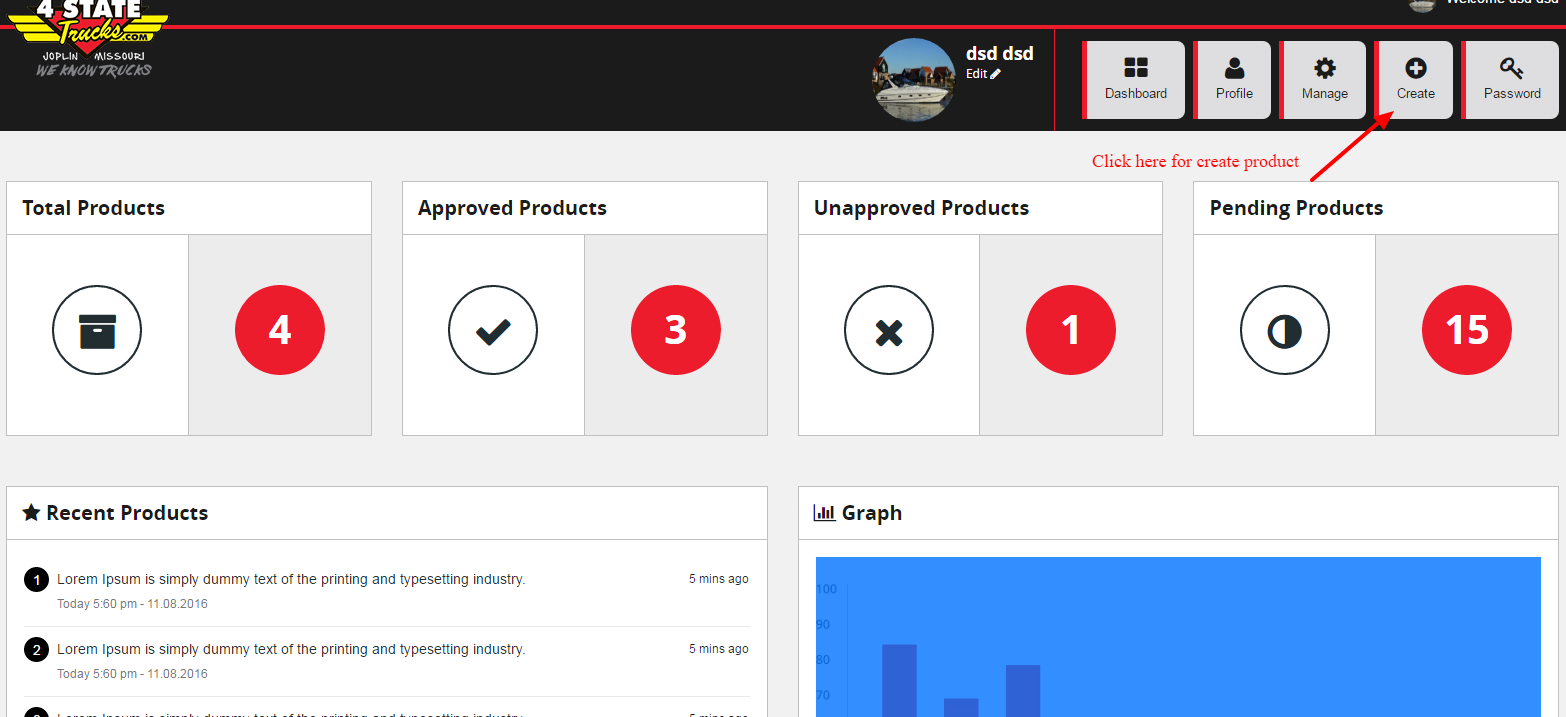 4 STATE
Trucks.COM
JOPLIN MISSOURI
WE KNOW TRUCKS
Welcome dsd dsd
dsd dsd
Edit
Dashboard
Profile
Manage
Create
Password
Click here for create product
Total Products
Approved Products
Unapproved Products
Pending Products
4
3
1
15
Recent Products
Graph
1 Lorem Ipsum is simply dummy text of the printing and typesetting industry. 5 mins ago
Today 5:60 pm - 11.08.2016
2 Lorem Ipsum is simply dummy text of the printing and typesetting industry. 5 mins ago
Today 5:60 pm - 11.08.2016
100
90
80
70